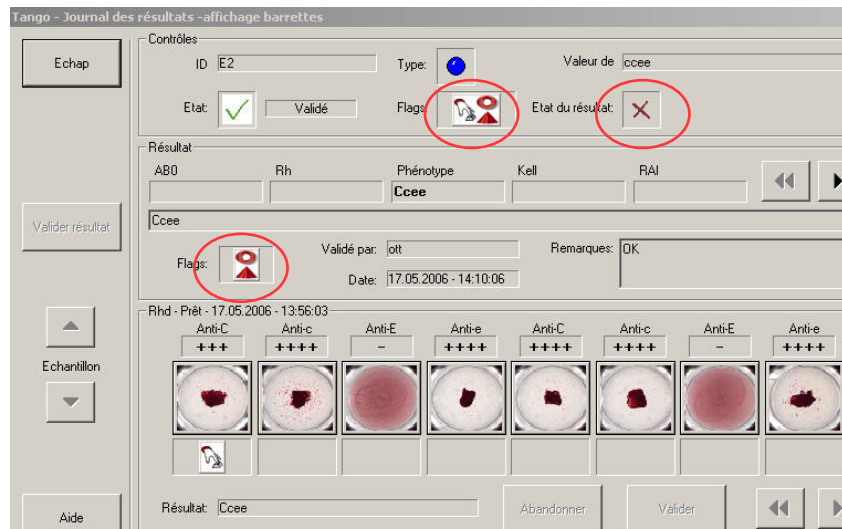 Tango - Journal des résultats -affichage barrettes
Echap
Contrôles
ID E2 Type: Valeur de ccee
Etat: Validé Flags: Etat du résultat:
Résultat
AB0 Rh Phénotype Kell RAI
Ccee
Valider résultat
Ccee
Flags: Validé par: ott Remarques: OK
Date: 17.05.2006 - 14:10:06
Rhd - Prêt - 17.05.2006 - 13:56:03
Anti-C Anti-c Anti-E Anti-e Anti-C Anti-c Anti-E Anti-e
+++ ++++ - ++++ ++++ ++++ - ++++
Echantillon
Aide
Résultat: Ccee Abandonner Valider